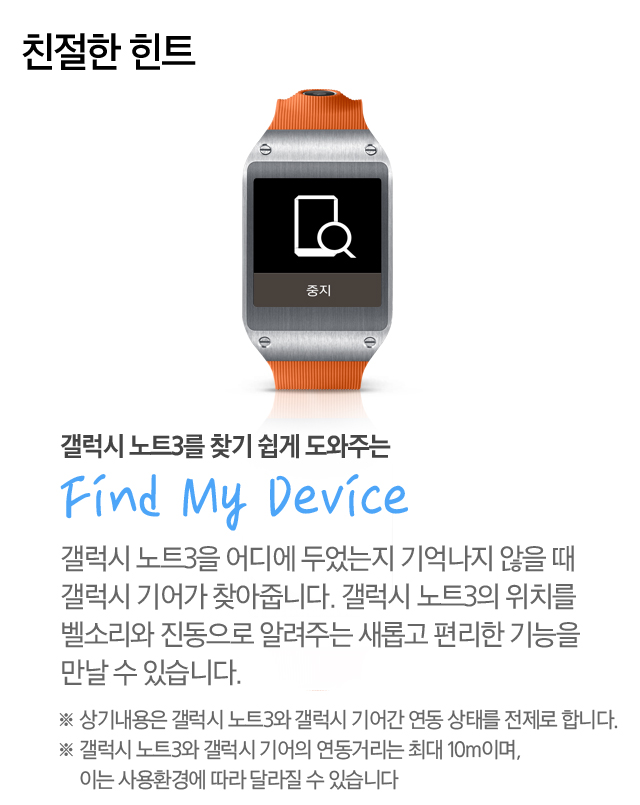 친절한 힌트
중지
갤럭시 노트3를 찾기 쉽게 도와주는
Find My Device
갤럭시 노트3을 어디에 두었는지 기억나지 않을 때
갤럭시 기어가 찾아줍니다. 갤럭시 노트3의 위치를
벨소리와 진동으로 알려주는 새롭고 편리한 기능을
만날 수 있습니다.
※ 상기내용은 갤럭시 노트3와 갤럭시 기어간 연동 상태를 전제로 합니다.
※ 갤럭시 노트3와 갤럭시 기어의 연동거리는 최대 10m이며,
이는 사용환경에 따라 달라질 수 있습니다